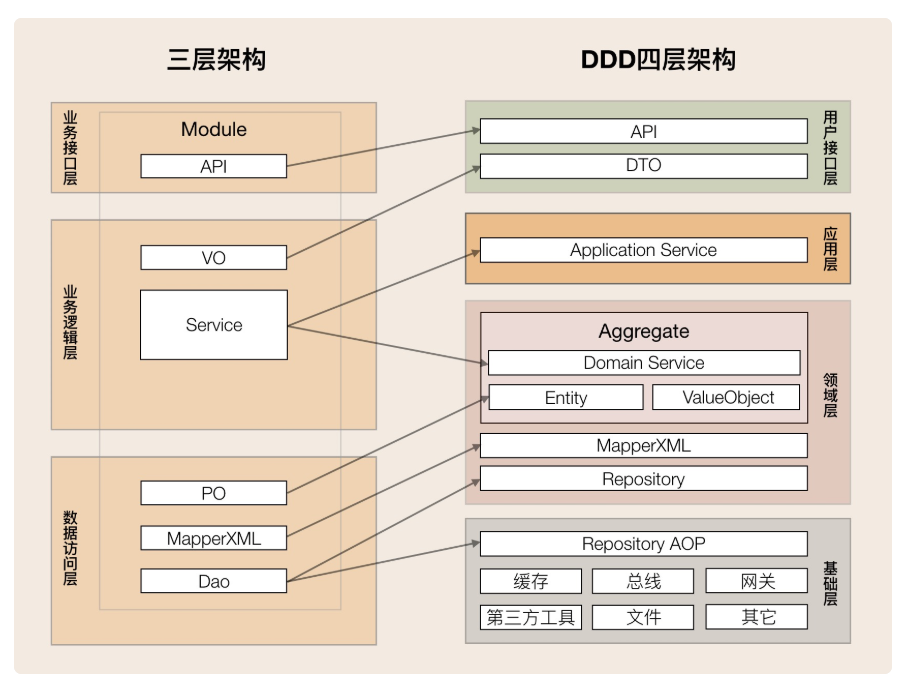 三层架构
业务接口层
Module
API
业务逻辑层
VO
Service
数据访问层
PO
MapperXML
Dao
DDD四层架构
API
DTO
用户接口层
Application Service
应用层
Aggregate
Domain Service
Entity
ValueObject
MapperXML
Repository
领域层
Repository AOP
缓存
总线
网关
第三方工具
文件
其它
基础层